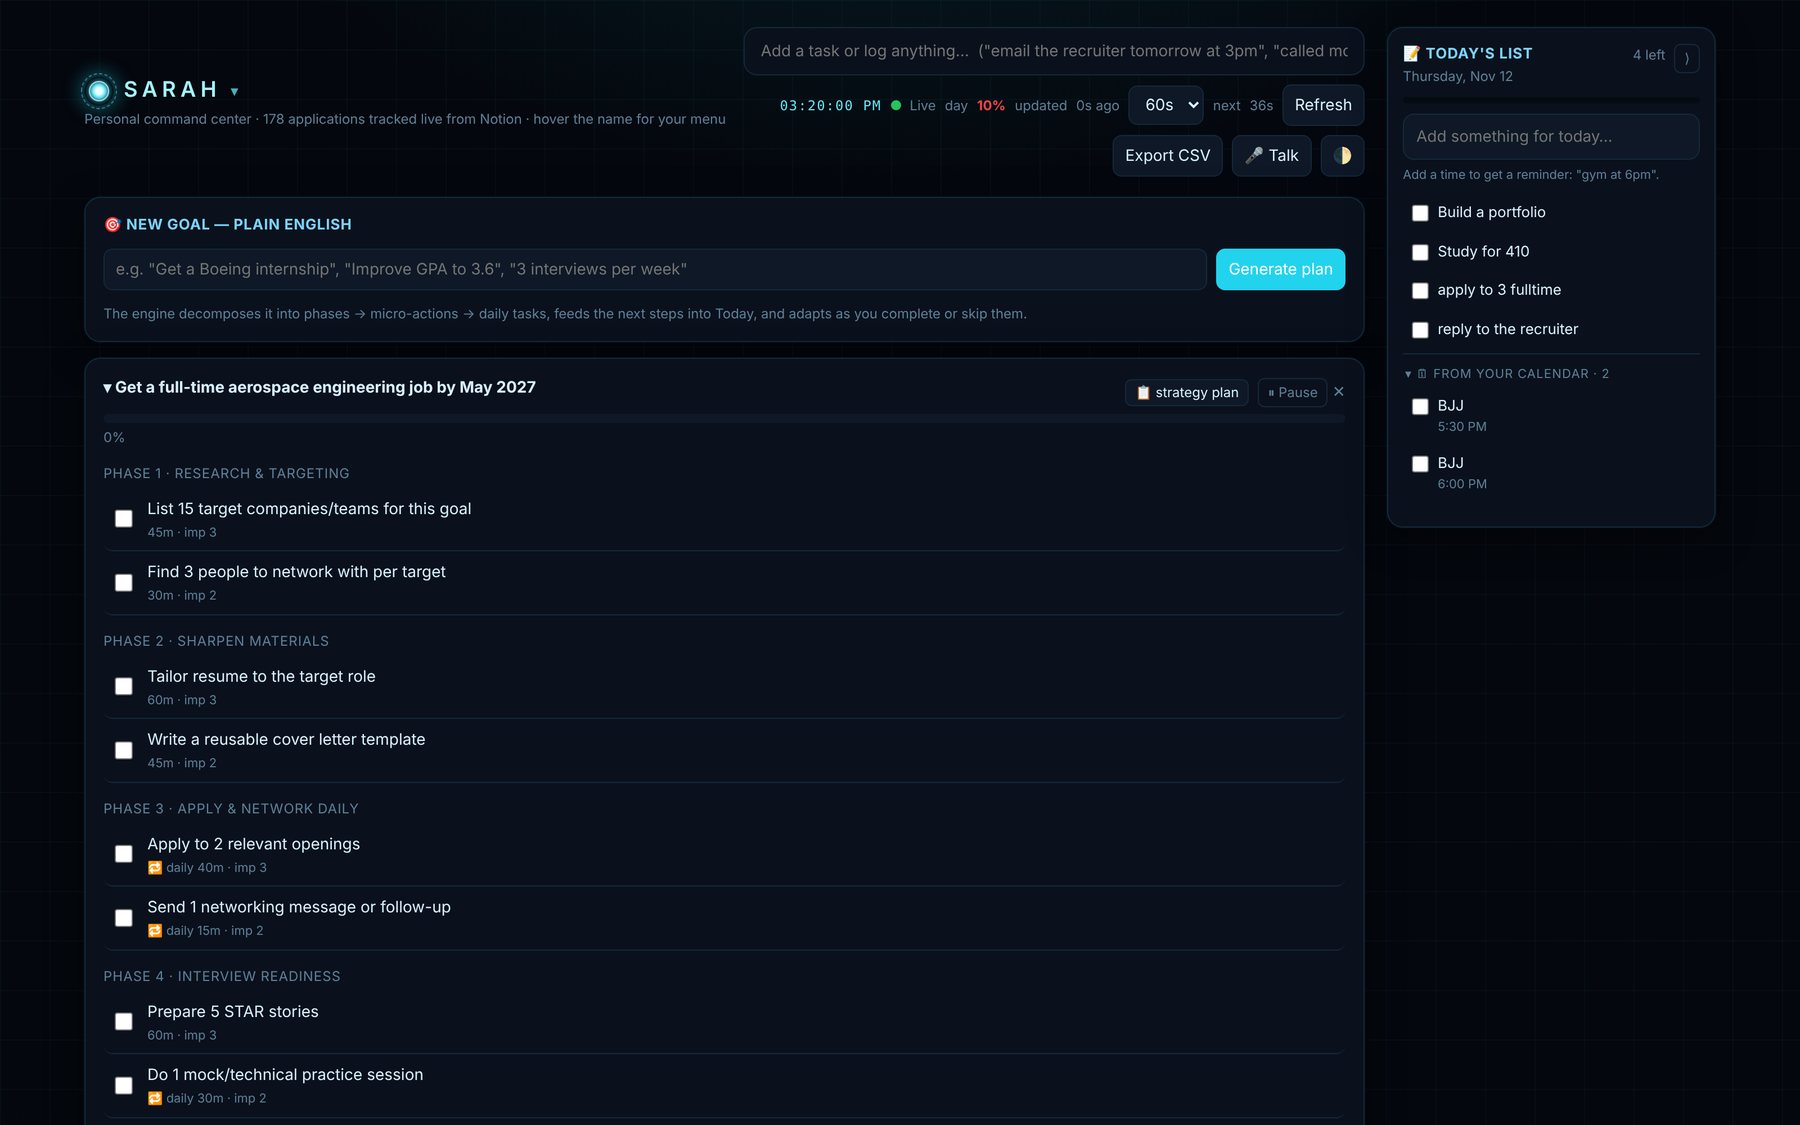 SARAH ▾
Personal command center · 178 applications tracked live from Notion · hover the name for your menu
Add a task or log anything... ("email the recruiter tomorrow at 3pm", "called mo
03:20:00 PM Live day 10% updated 0s ago 60s next 36s Refresh
Export CSV 🎤 Talk 🌓
🎯 NEW GOAL — PLAIN ENGLISH
e.g. "Get a Boeing internship", "Improve GPA to 3.6", "3 interviews per week" Generate plan
The engine decomposes it into phases → micro-actions → daily tasks, feeds the next steps into Today, and adapts as you complete or skip them.
▾ Get a full-time aerospace engineering job by May 2027 📋 strategy plan ⏸ Pause ✕
0%
PHASE 1 · RESEARCH & TARGETING
List 15 target companies/teams for this goal
45m · imp 3
Find 3 people to network with per target
30m · imp 2
PHASE 2 · SHARPEN MATERIALS
Tailor resume to the target role
60m · imp 3
Write a reusable cover letter template
45m · imp 2
PHASE 3 · APPLY & NETWORK DAILY
Apply to 2 relevant openings
🔁 daily 40m · imp 3
Send 1 networking message or follow-up
🔁 daily 15m · imp 2
PHASE 4 · INTERVIEW READINESS
Prepare 5 STAR stories
60m · imp 3
Do 1 mock/technical practice session
🔁 daily 30m · imp 2
📝 TODAY'S LIST 4 left ⟩
Thursday, Nov 12
Add something for today...
Add a time to get a reminder: "gym at 6pm".
Build a portfolio
Study for 410
apply to 3 fulltime
reply to the recruiter
▾ 🗓 FROM YOUR CALENDAR · 2
BJJ
5:30 PM
BJJ
6:00 PM